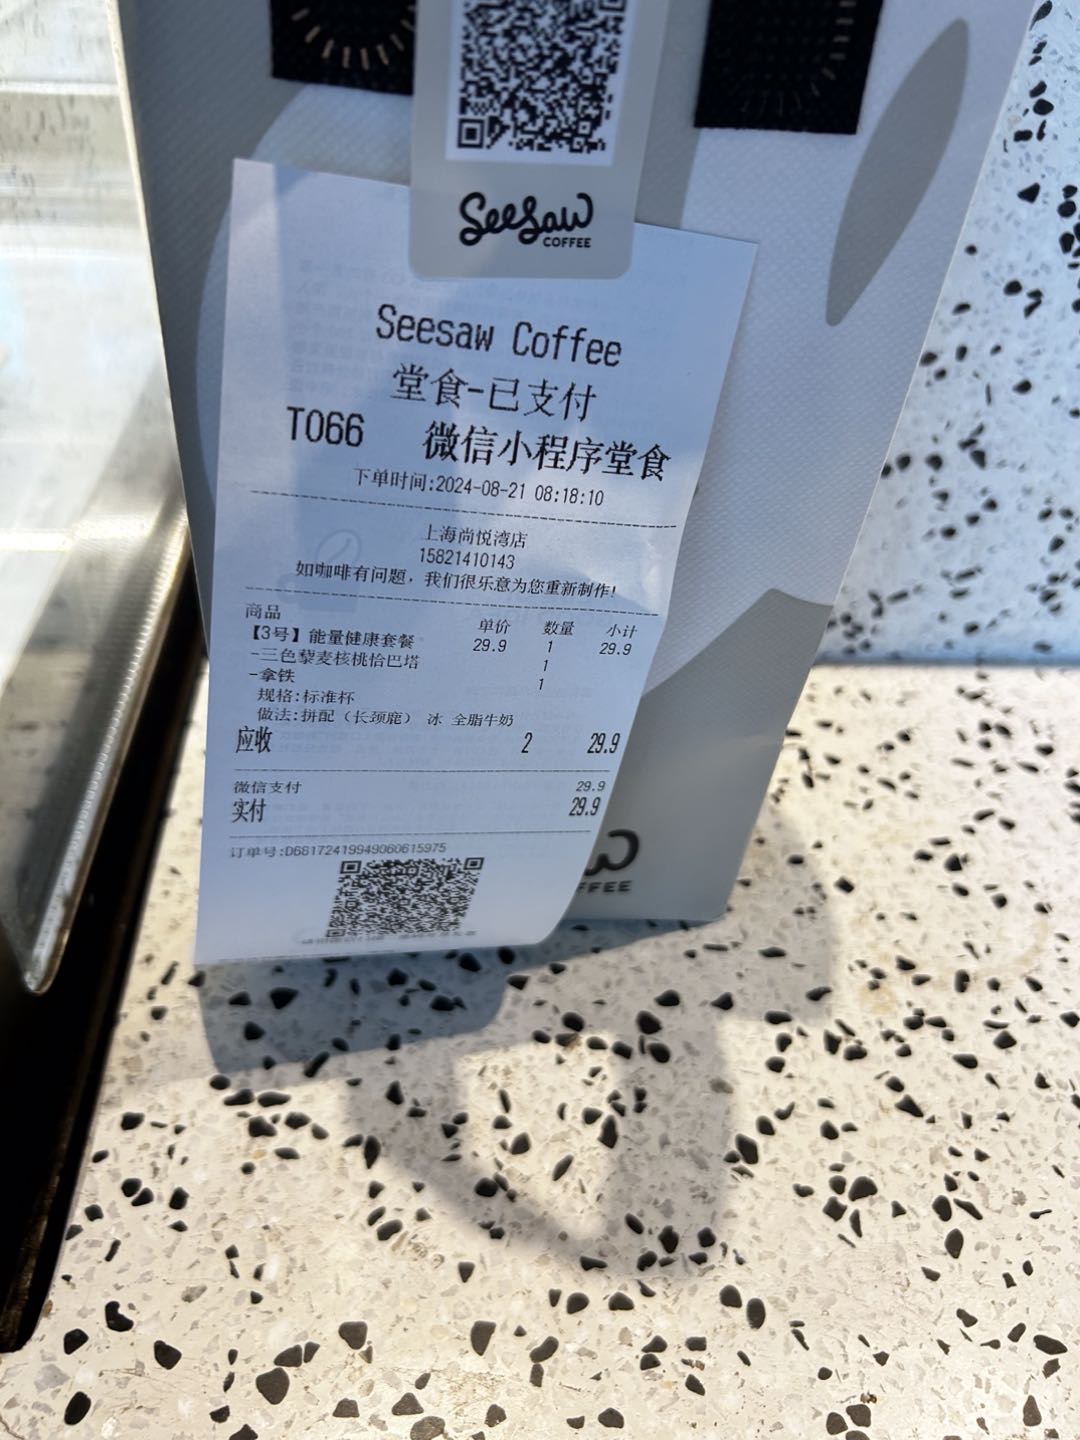 Seesaw
COFFEE
Seesaw Coffee
堂食-已支付
T066 微信小程序堂食
下单时间:2024-08-21 08:18:10
上海尚悦湾店
15821410143
如咖啡有问题，我们很乐意为您重新制作!
商品 单价 数量 小计
【3号】能量健康套餐 29.9 1 29.9
-三色藜麦核桃恰巴塔 1
-拿铁 1
规格:标准杯
做法:拼配（长颈鹿） 冰 全脂牛奶
应收 2 29.9
微信支付 29.9
实付 29.9
订单号:D681724199490606​15975